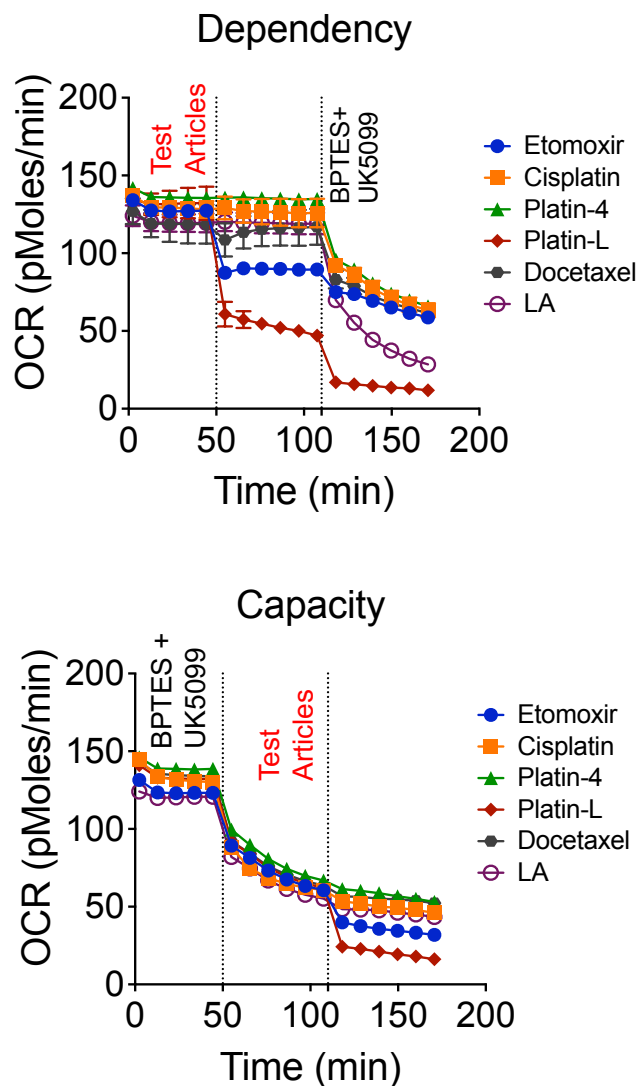 Dependency
OCR (pMoles/min)
200
150
100
50
0
Test
Articles
BPTES+
UK5099
0
50
100
150
200
Time (min)
Etomoxir
Cisplatin
Platin-4
Platin-L
Docetaxel
LA
Capacity
OCR (pMoles/min)
200
150
100
50
0
BPTES +
UK5099
Test
Articles
0
50
100
150
200
Time (min)
Etomoxir
Cisplatin
Platin-4
Platin-L
Docetaxel
LA